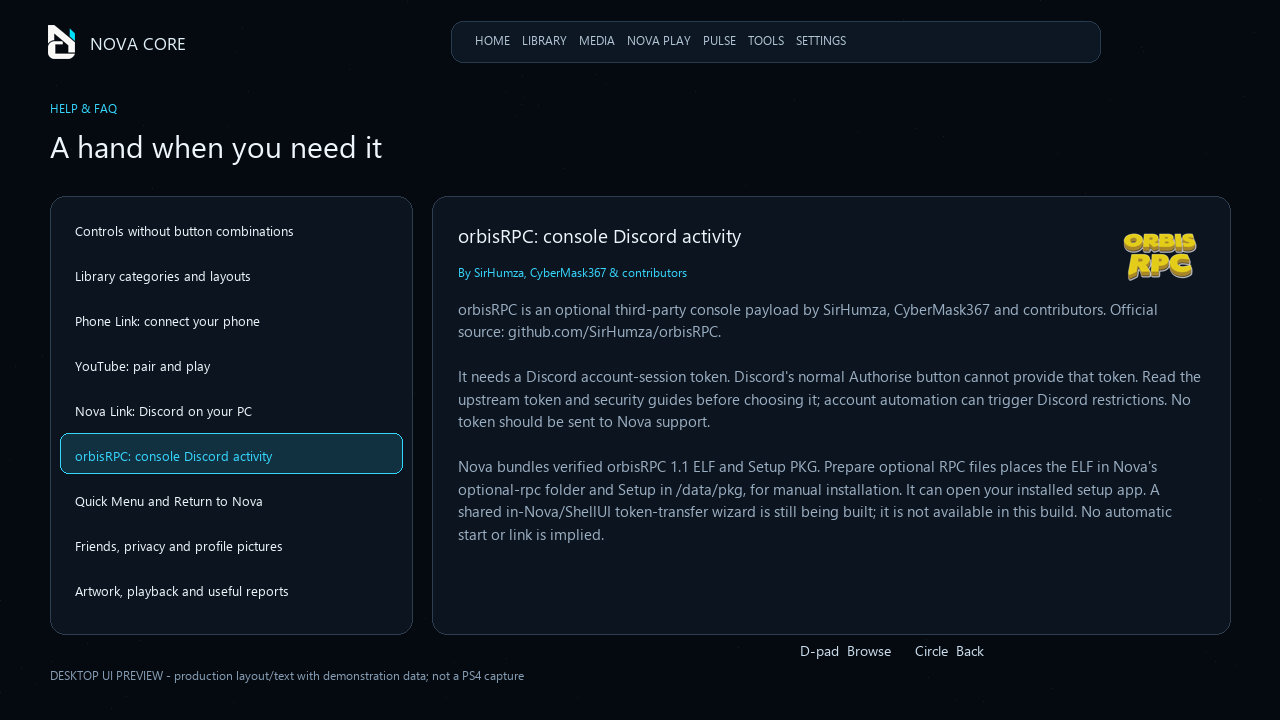 NOVA CORE
HOME LIBRARY MEDIA NOVA PLAY PULSE TOOLS SETTINGS
HELP & FAQ
A hand when you need it
Controls without button combinations
Library categories and layouts
Phone Link: connect your phone
YouTube: pair and play
Nova Link: Discord on your PC
orbisRPC: console Discord activity
Quick Menu and Return to Nova
Friends, privacy and profile pictures
Artwork, playback and useful reports
orbisRPC: console Discord activity
By SirHumza, CyberMask367 & contributors
ORBIS
RPC
orbisRPC is an optional third-party console payload by SirHumza, CyberMask367 and contributors. Official
source: github.com/SirHumza/orbisRPC.
It needs a Discord account-session token. Discord's normal Authorise button cannot provide that token. Read the
upstream token and security guides before choosing it; account automation can trigger Discord restrictions. No
token should be sent to Nova support.
Nova bundles verified orbisRPC 1.1 ELF and Setup PKG. Prepare optional RPC files places the ELF in Nova's
optional-rpc folder and Setup in /data/pkg, for manual installation. It can open your installed setup app. A
shared in-Nova/ShellUI token-transfer wizard is still being built; it is not available in this build. No automatic
start or link is implied.
D-pad Browse Circle Back
DESKTOP UI PREVIEW - production layout/text with demonstration data; not a PS4 capture